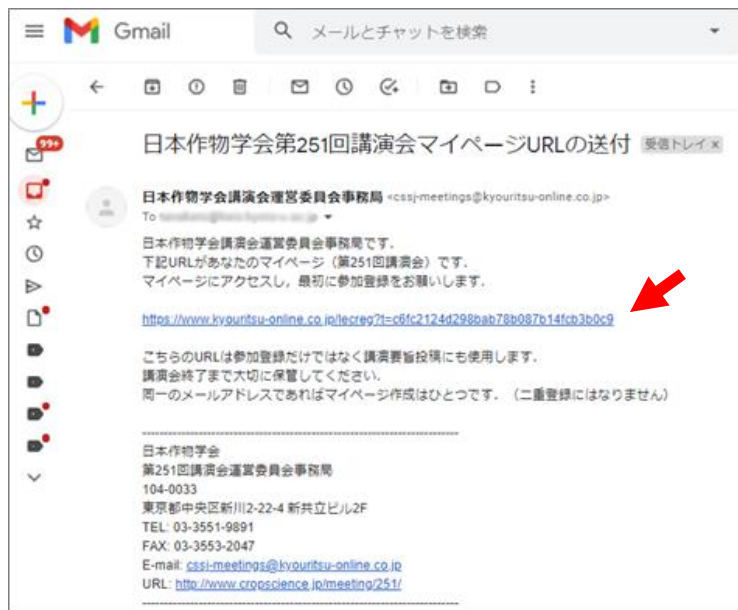 Gmail
メールとチャットを検索
99+
日本作物学会第251回講演会マイページURLの送付 受信トレイ ×
日本作物学会講演会運営委員会事務局 <cssj-meetings@kyouritsu-online.co.jp>
To
日本作物学会講演会運営委員会事務局です.
下記URLがあなたのマイページ（第251回講演会）です.
マイページにアクセスし，最初に参加登録をお願いします.
https://www.kyouritsu-online.co.jp/lecreg?t=c6fc2124d298bab78b087b14fcb3b0c9
こちらのURLは参加登録だけではなく講演要旨投稿にも使用します.
講演会終了まで大切に保管してください.
同一のメールアドレスであればマイページ作成はひとつです．（二重登録にはなりません）
日本作物学会
第251回講演会運営委員会事務局
104-0033
東京都中央区新川2-22-4 新共立ビル2F
TEL: 03-3551-9891
FAX: 03-3553-2047
E-mail: cssj-meetings@kyouritsu-online.co.jp
URL: http://www.cropscience.jp/meeting/251/